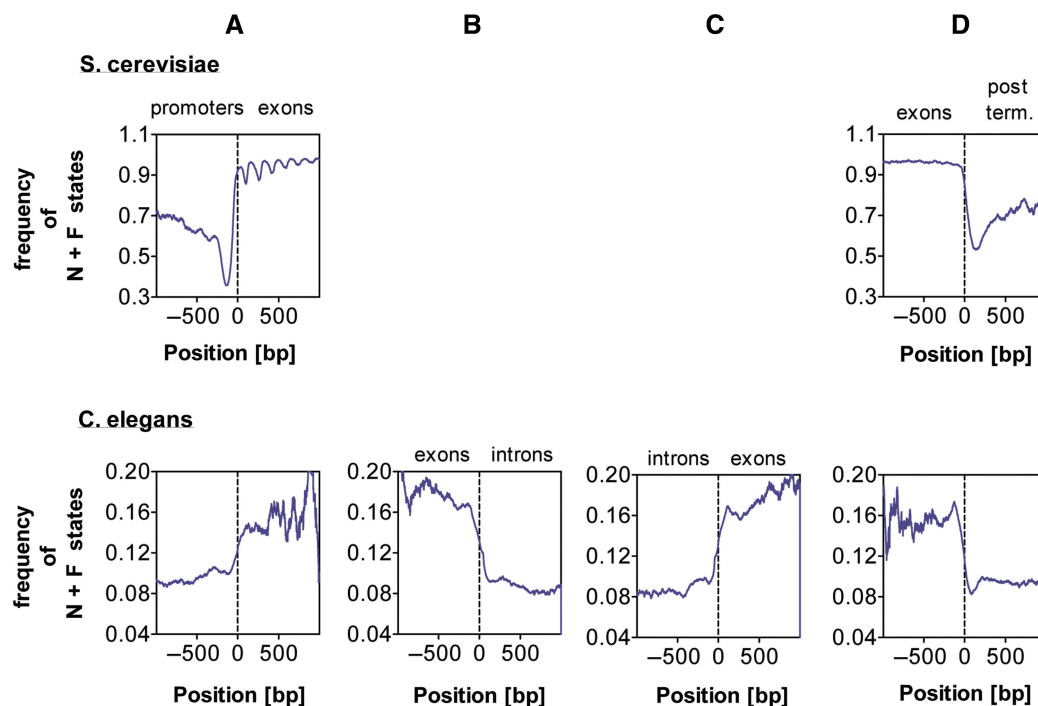 A B C D
S. cerevisiae
promoters exons
exons post term.
frequency of N + F states
1.1
0.9
0.7
0.5
0.3
–500 0 500
Position [bp]
1.1
0.9
0.7
0.5
0.3
–500 0 500
Position [bp]
C. elegans
exons introns
introns exons
frequency of N + F states
0.20
0.16
0.12
0.08
0.04
–500 0 500
Position [bp]
0.20
0.16
0.12
0.08
0.04
–500 0 500
Position [bp]
0.20
0.16
0.12
0.08
0.04
–500 0 500
Position [bp]
0.20
0.16
0.12
0.08
0.04
–500 0 500
Position [bp]